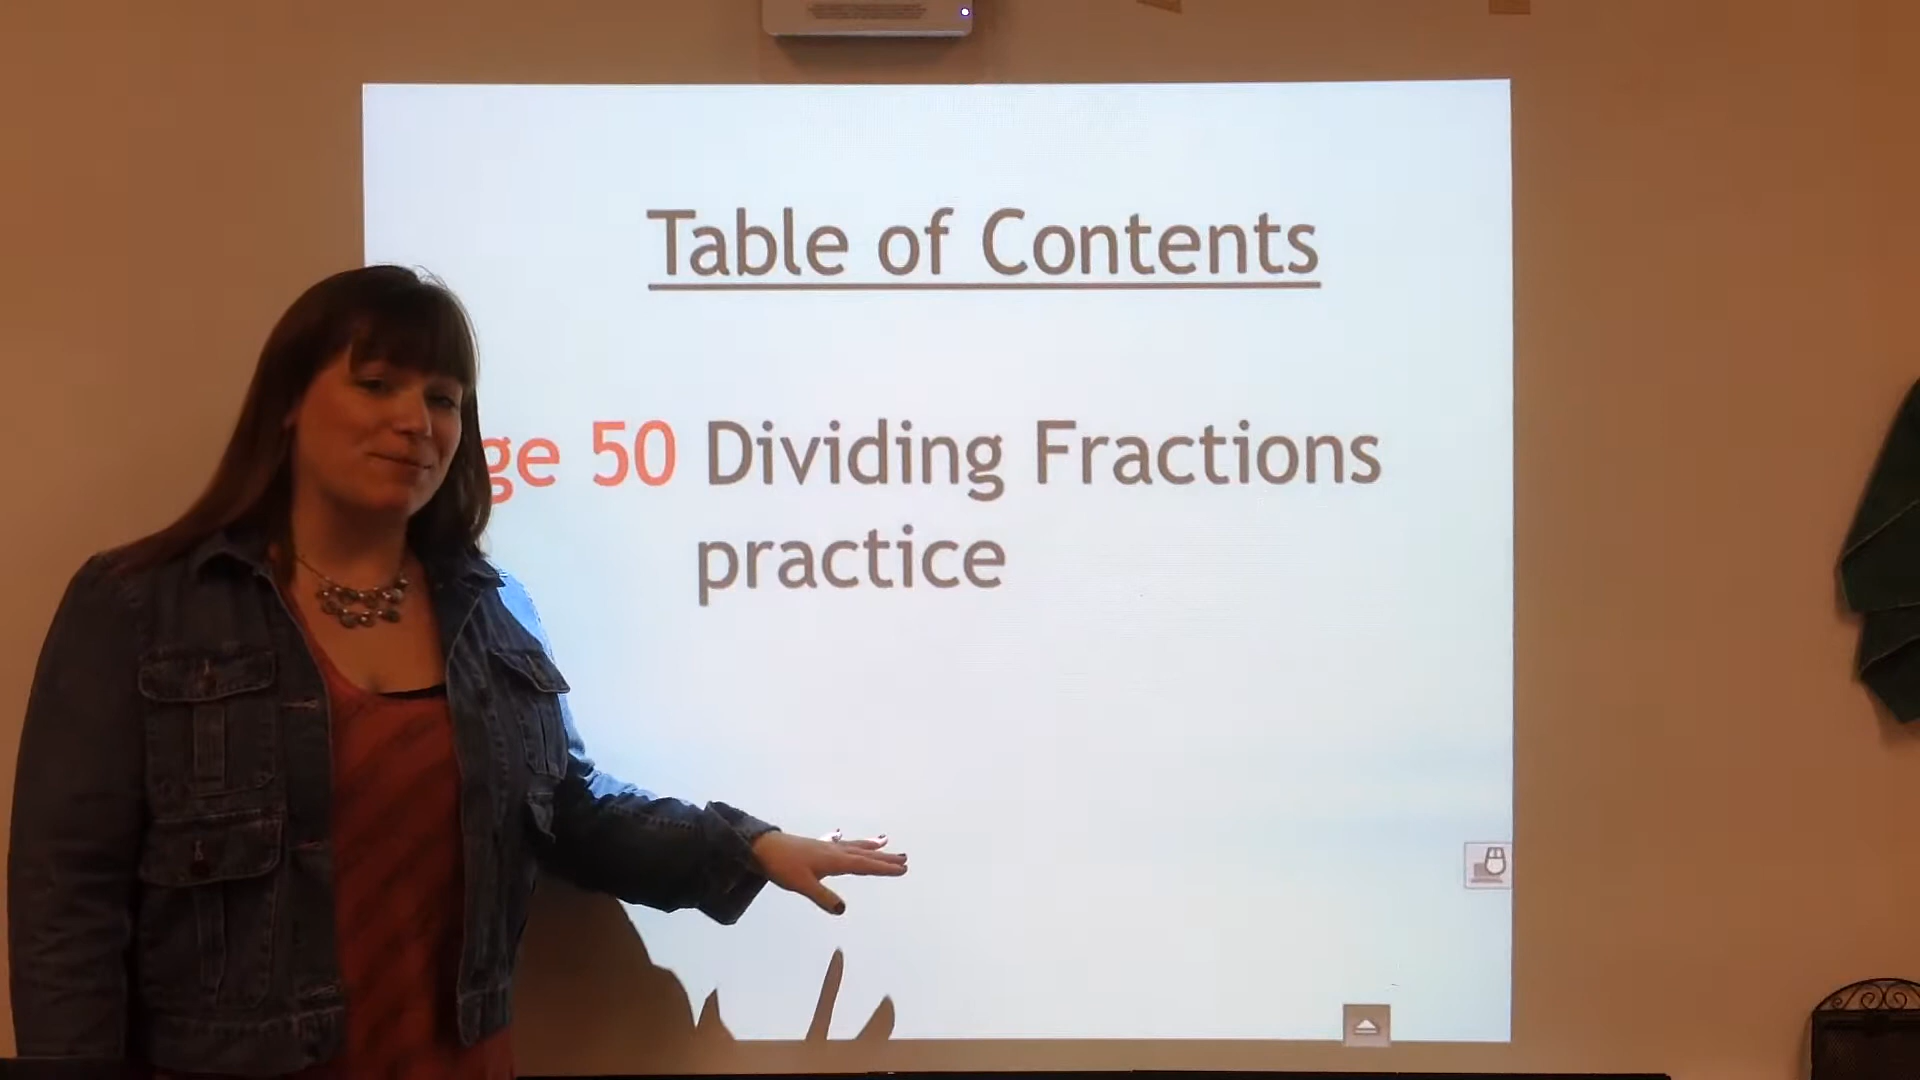 Table of Contents
ge 50 Dividing Fractions
practice